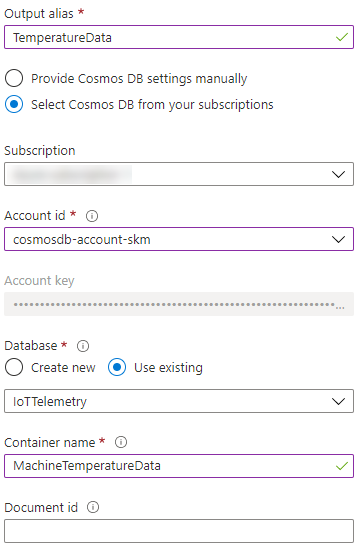 Output alias *
TemperatureData
Provide Cosmos DB settings manually
Select Cosmos DB from your subscriptions
Subscription
Account id *
cosmosdb-account-skm
Account key
Database *
Create new Use existing
IoTTelemetry
Container name *
MachineTemperatureData
Document id